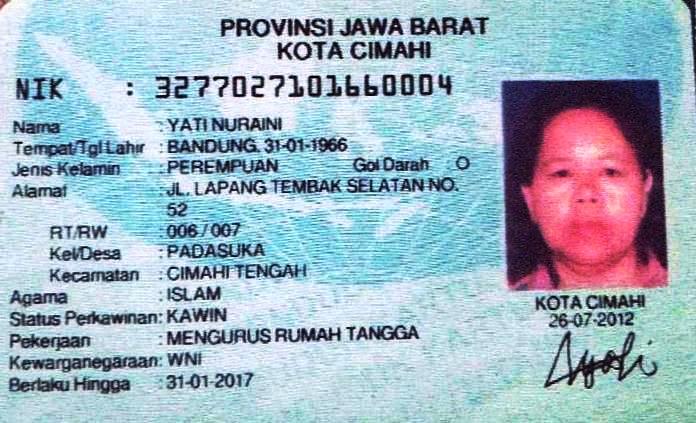 PROVINSI JAWA BARAT
KOTA CIMAHI
NIK : 3277027101660004
Nama : YATI NURAINI
Tempat/Tgl Lahir : BANDUNG, 31-01-1966
Jenis Kelamin : PEREMPUAN Gol Darah O
Alamat : JL. LAPANG TEMBAK SELATAN NO.
52
RT/RW : 006 / 007
Kel/Desa : PADASUKA
Kecamatan : CIMAHI TENGAH
Agama : ISLAM
Status Perkawinan: KAWIN
Pekerjaan : MENGURUS RUMAH TANGGA
Kewarganegaraan: WNI
Berlaku Hingga : 31-01-2017
KOTA CIMAHI
26-07-2012